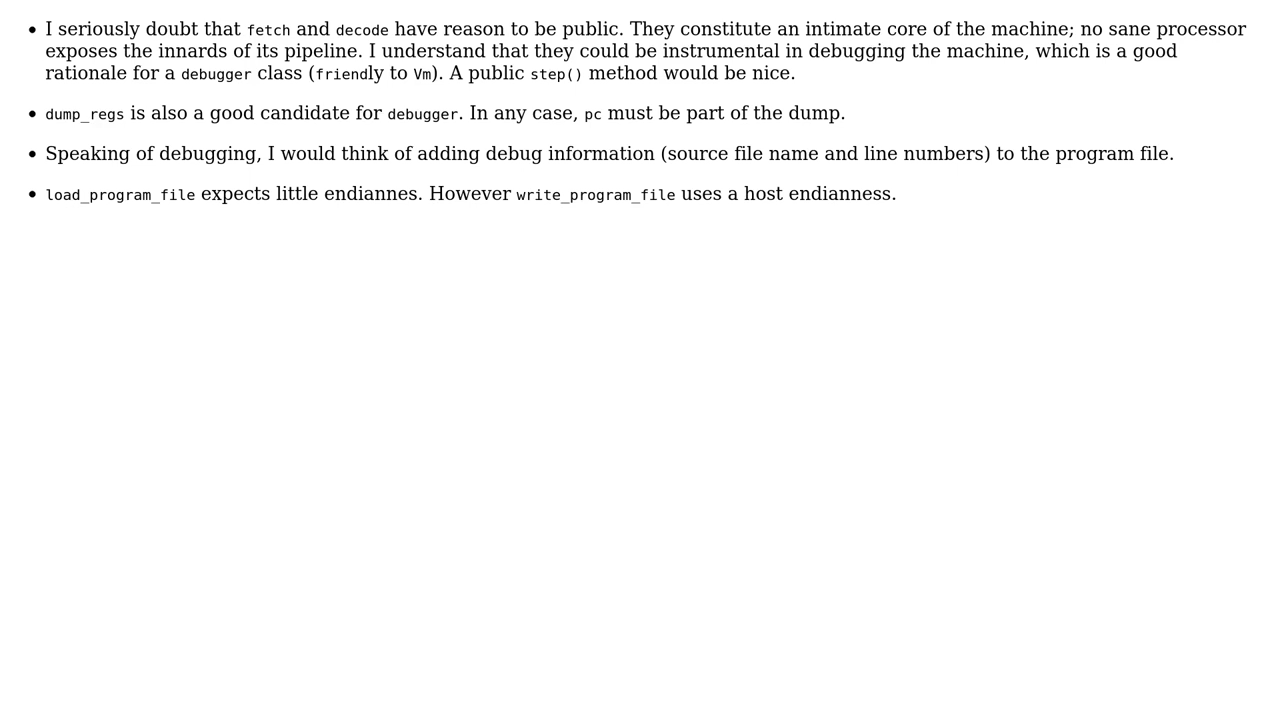 • I seriously doubt that fetch and decode have reason to be public. They constitute an intimate core of the machine; no sane processor
exposes the innards of its pipeline. I understand that they could be instrumental in debugging the machine, which is a good
rationale for a debugger class (friendly to Vm). A public step() method would be nice.
• dump_regs is also a good candidate for debugger. In any case, pc must be part of the dump.
• Speaking of debugging, I would think of adding debug information (source file name and line numbers) to the program file.
• load_program_file expects little endiannes. However write_program_file uses a host endianness.